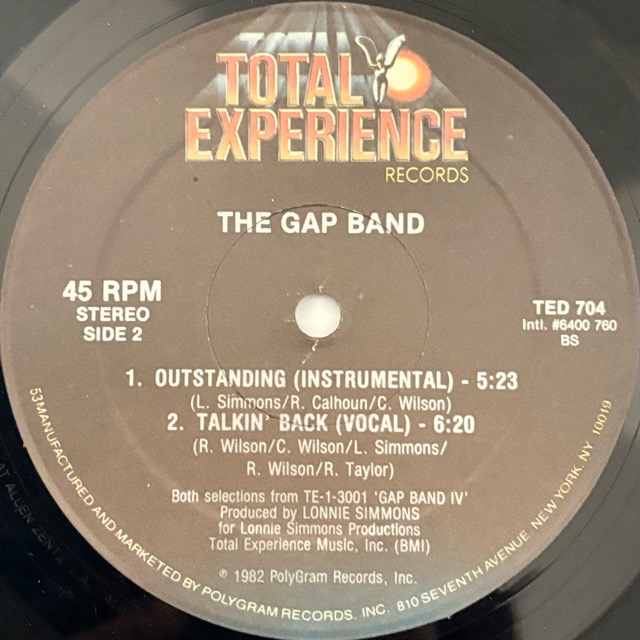 TOTAL
EXPERIENCE
RECORDS
THE GAP BAND
45 RPM
STEREO
SIDE 2
TED 704
Intl. #6400 760
BS
1. OUTSTANDING (INSTRUMENTAL) - 5:23
(L. Simmons/R. Calhoun/C. Wilson)
2. TALKIN' BACK (VOCAL) - 6:20
(R. Wilson/C. Wilson/L. Simmons/
R. Wilson/R. Taylor)
Both selections from TE-1-3001 'GAP BAND IV'
Produced by LONNIE SIMMONS
for Lonnie Simmons Productions
Total Experience Music, Inc. (BMI)
℗ 1982 PolyGram Records, Inc.
53 MANUFACTURED AND MARKETED BY POLYGRAM RECORDS, INC. 810 SEVENTH AVENUE, NEW YORK, NY 10019